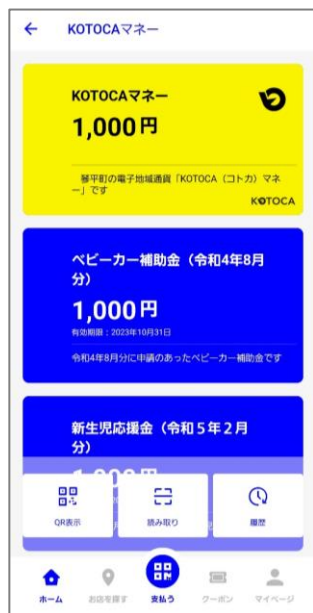 KOTOCAマネー
KOTOCAマネー
1,000円
琴平町の電子地域通貨「KOTOCA（コトカ）マネ
ー」です
KOTOCA
ベビーカー補助金（令和4年8月
分）
1,000円
有効期限：2023年10月31日
令和4年8月分に申請のあったベビーカー補助金です
新生児応援金（令和５年２月
分）
QR表示
読み取り
履歴
ホーム
お店を探す
支払う
クーポン
マイページ